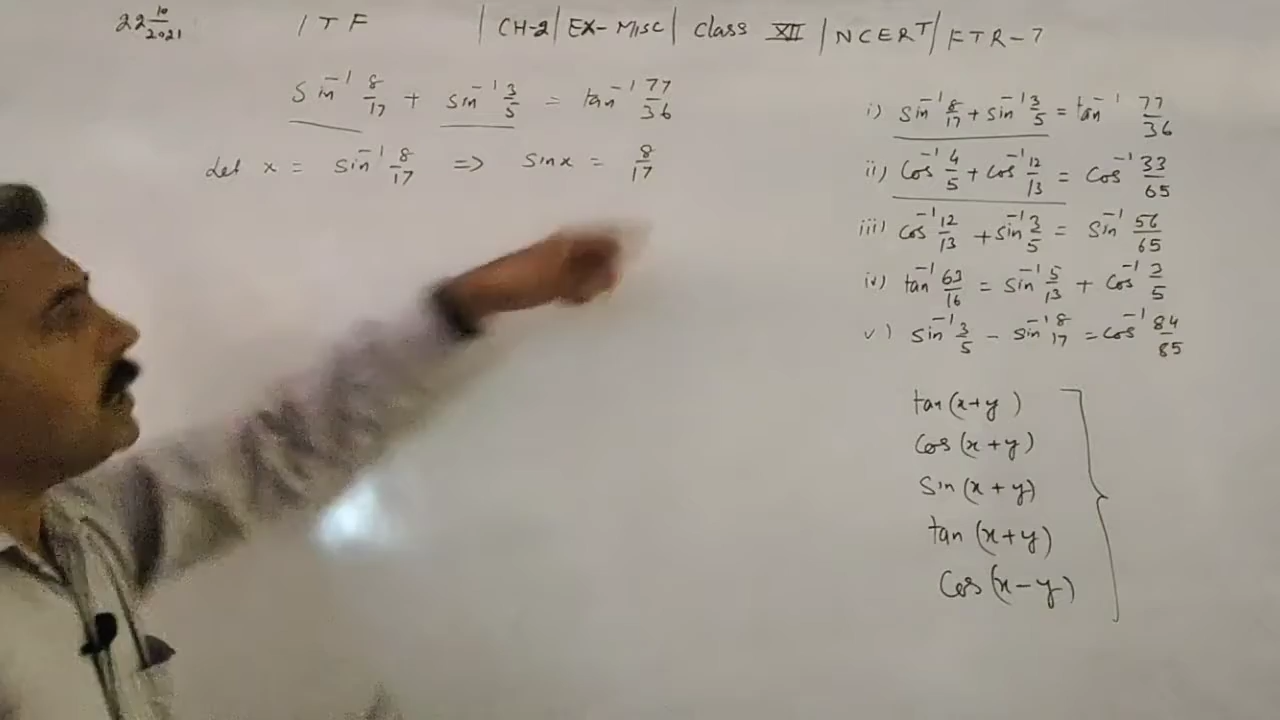 22 10/2021 ITF | CH-2 | EX-Misc | Class XII | NCERT | FTR-7
sin⁻¹ 8/17 + sin⁻¹ 3/5 = tan⁻¹ 77/36
Let x = sin⁻¹ 8/17 => sinx = 8/17
i) sin⁻¹ 8/17 + sin⁻¹ 3/5 = tan⁻¹ 77/36
ii) Cos⁻¹ 4/5 + cos⁻¹ 12/13 = Cos⁻¹ 33/65
iii) Cos⁻¹ 12/13 + sin⁻¹ 3/5 = sin⁻¹ 56/65
iv) tan⁻¹ 63/16 = sin⁻¹ 5/13 + Cos⁻¹ 3/5
v) sin⁻¹ 3/5 - sin⁻¹ 8/17 = cos⁻¹ 84/85
tan(x+y)
Cos(x+y)
Sin(x+y)
tan(x+y)
Cos(x-y)